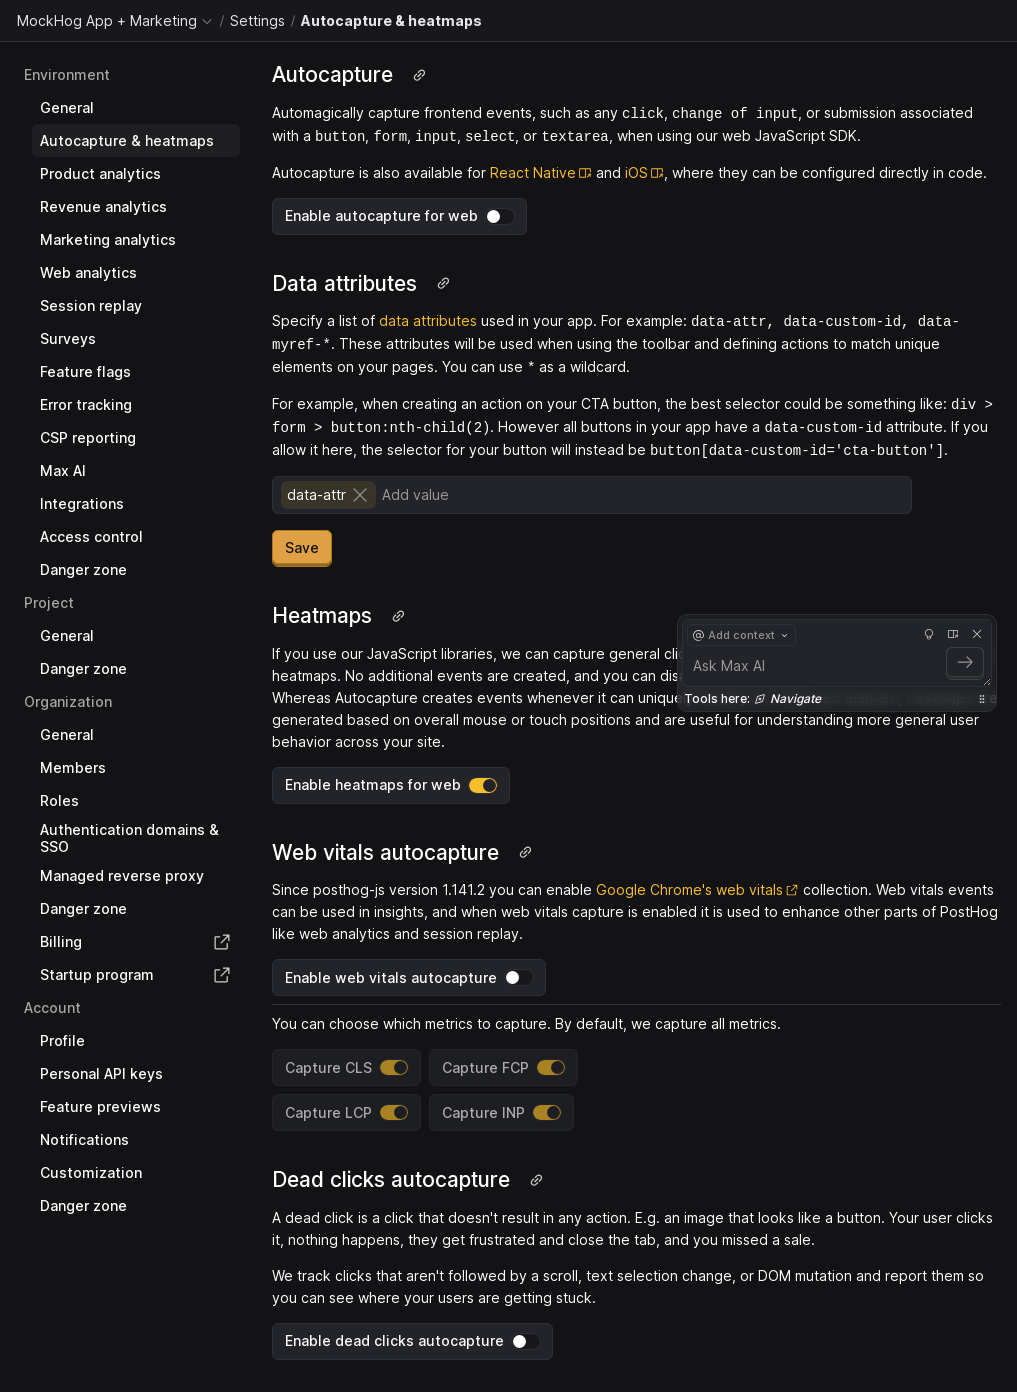 MockHog App + Marketing / Settings / Autocapture & heatmaps
Environment
General
Autocapture & heatmaps
Product analytics
Revenue analytics
Marketing analytics
Web analytics
Session replay
Surveys
Feature flags
Error tracking
CSP reporting
Max AI
Integrations
Access control
Danger zone
Project
General
Danger zone
Organization
General
Members
Roles
Authentication domains &
SSO
Managed reverse proxy
Danger zone
Billing
Startup program
Account
Profile
Personal API keys
Feature previews
Notifications
Customization
Danger zone
Autocapture
Automagically capture frontend events, such as any click, change of input, or submission associated
with a button, form, input, select, or textarea, when using our web JavaScript SDK.
Autocapture is also available for React Native and iOS, where they can be configured directly in code.
Enable autocapture for web
Data attributes
Specify a list of data attributes used in your app. For example: data-attr, data-custom-id, data-
myref-*. These attributes will be used when using the toolbar and defining actions to match unique
elements on your pages. You can use * as a wildcard.
For example, when creating an action on your CTA button, the best selector could be something like: div >
form > button:nth-child(2). However all buttons in your app have a data-custom-id attribute. If you
allow it here, the selector for your button will instead be button[data-custom-id='cta-button'].
data-attr Add value
Save
Heatmaps
If you use our JavaScript libraries, we can capture general clic
heatmaps. No additional events are created, and you can disa
Whereas Autocapture creates events whenever it can unique
generated based on overall mouse or touch positions and are useful for understanding more general user
behavior across your site.
@ Add context
Ask Max AI
Tools here: Navigate
Enable heatmaps for web
Web vitals autocapture
Since posthog-js version 1.141.2 you can enable Google Chrome's web vitals collection. Web vitals events
can be used in insights, and when web vitals capture is enabled it is used to enhance other parts of PostHog
like web analytics and session replay.
Enable web vitals autocapture
You can choose which metrics to capture. By default, we capture all metrics.
Capture CLS Capture FCP
Capture LCP Capture INP
Dead clicks autocapture
A dead click is a click that doesn't result in any action. E.g. an image that looks like a button. Your user clicks
it, nothing happens, they get frustrated and close the tab, and you missed a sale.
We track clicks that aren't followed by a scroll, text selection change, or DOM mutation and report them so
you can see where your users are getting stuck.
Enable dead clicks autocapture